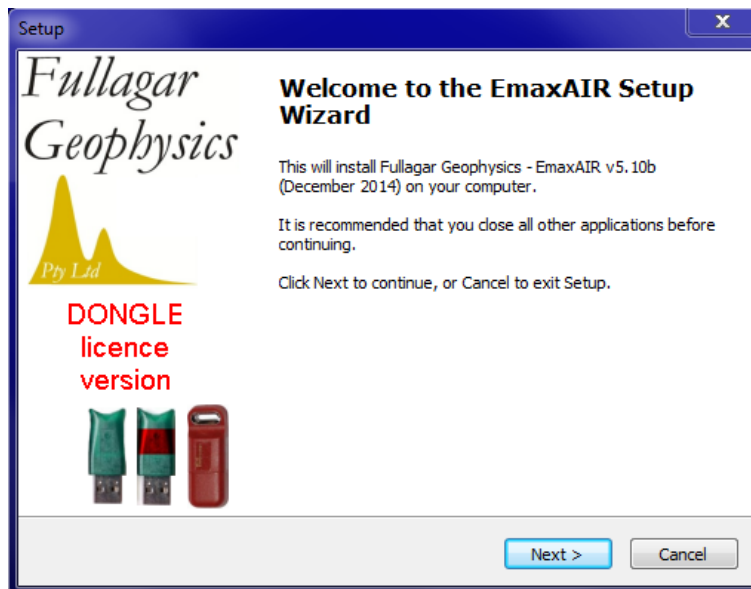 Setup
X
Fullagar
Geophysics
Pty Ltd
DONGLE
licence
version
Welcome to the EmaxAIR Setup
Wizard
This will install Fullagar Geophysics - EmaxAIR v5.10b
(December 2014) on your computer.
It is recommended that you close all other applications before
continuing.
Click Next to continue, or Cancel to exit Setup.
Next >
Cancel